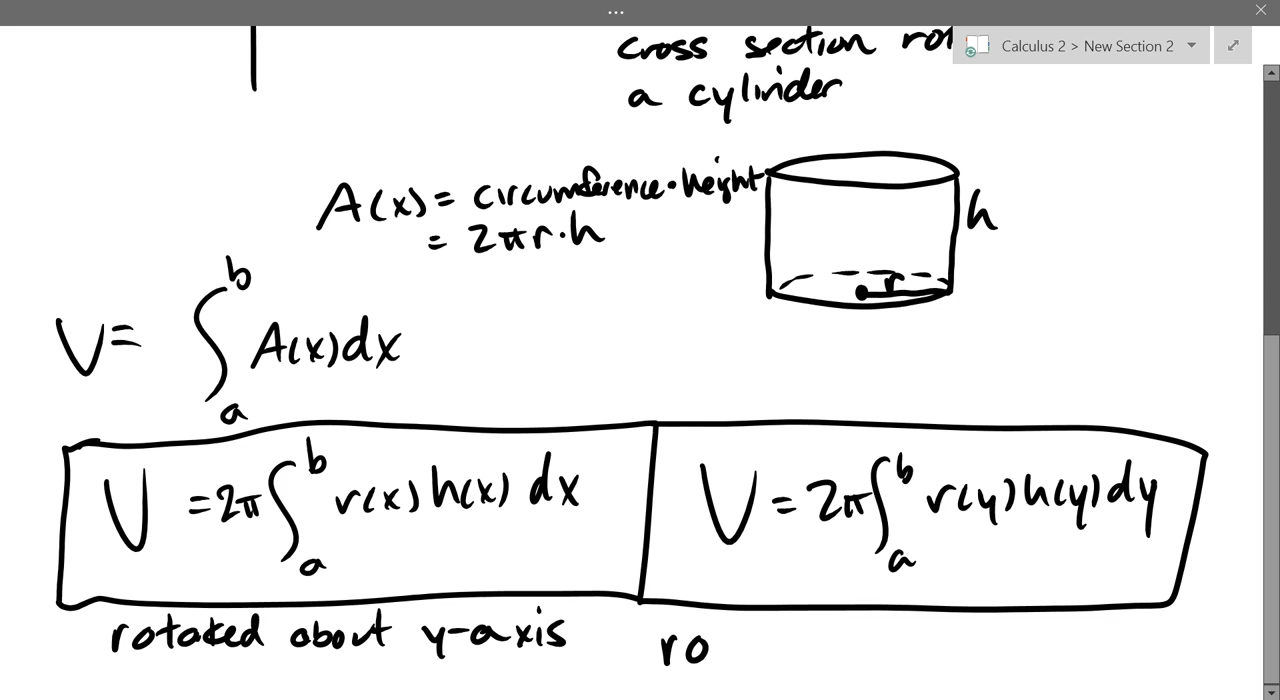 ...
Calculus 2 > New Section 2
cross section rot
a cylinder
A(x) = circumference · height
= 2πr·h
h
r
V = ∫_a^b A(x)dx
V = 2π∫_a^b r(x)h(x) dx
V = 2π∫_a^b r(y)h(y)dy
rotated about y-axis
ro